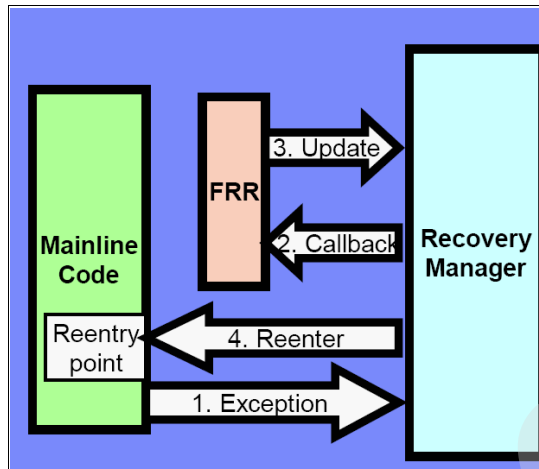 3. Update
FRR
2. Callback
Mainline
Code
Recovery
Manager
Reentry
point
4. Reenter
1. Exception